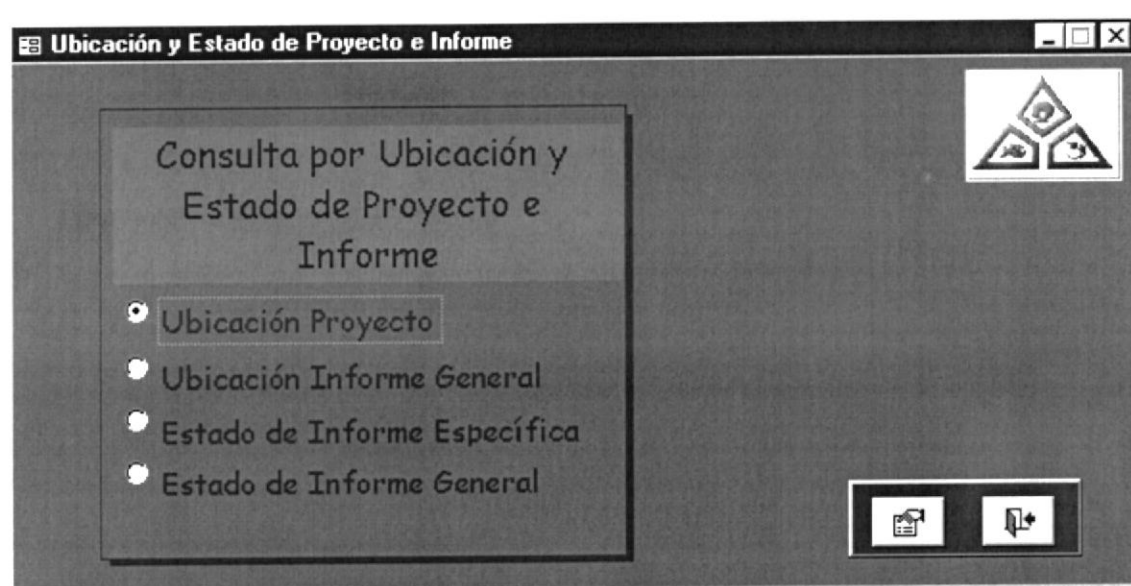 Ubicación y Estado de Proyecto e Informe
Consulta por Ubicación y
Estado de Proyecto e
Informe
Ubicación Proyecto
Ubicación Informe General
Estado de Informe Específica
Estado de Informe General